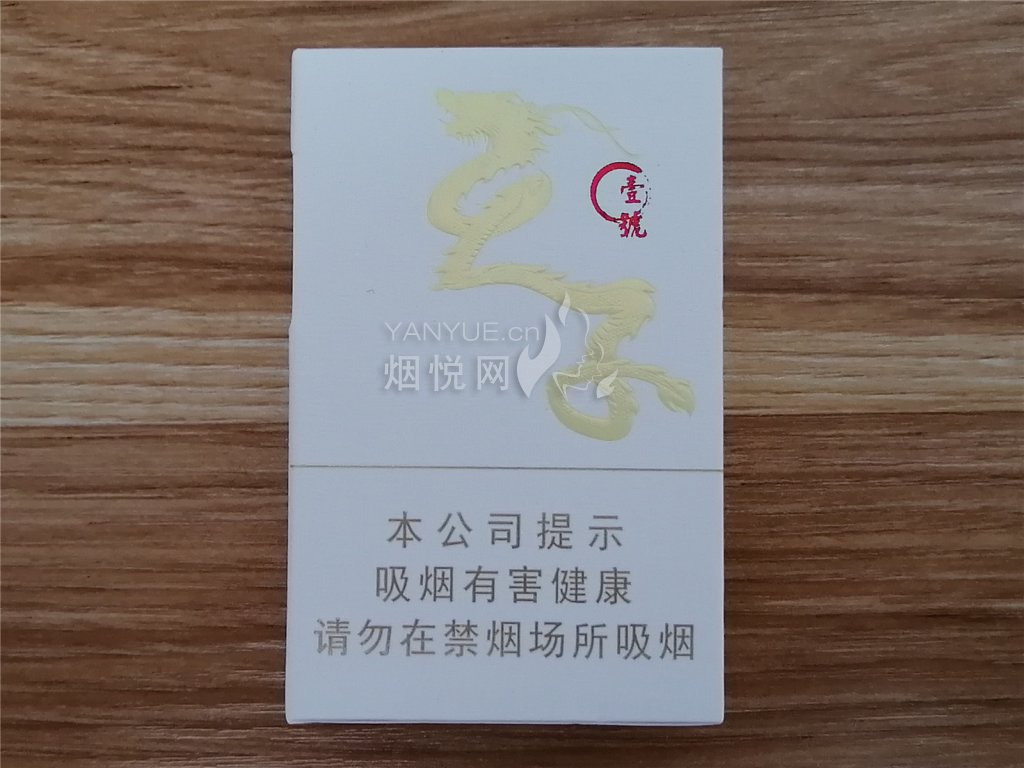 壹
號
YANYUE.cn
烟悦网
本公司提示
吸烟有害健康
请勿在禁烟场所吸烟